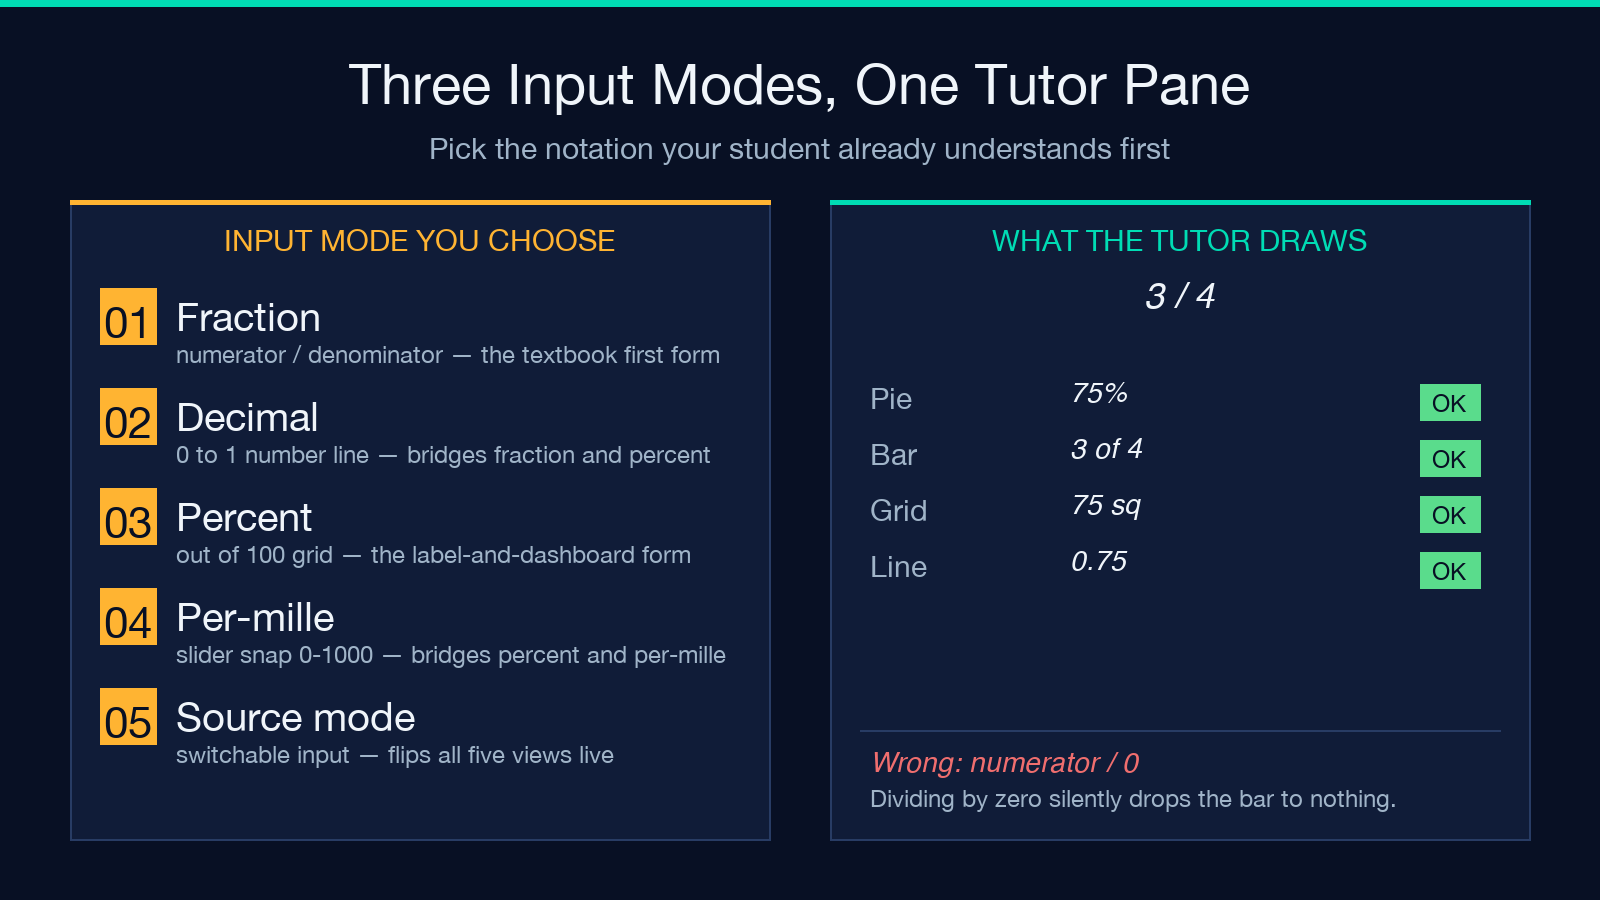 Three Input Modes, One Tutor Pane
Pick the notation your student already understands first
INPUT MODE YOU CHOOSE
01 Fraction
numerator / denominator — the textbook first form
02 Decimal
0 to 1 number line — bridges fraction and percent
03 Percent
out of 100 grid — the label-and-dashboard form
04 Per-mille
slider snap 0-1000 — bridges percent and per-mille
05 Source mode
switchable input — flips all five views live
WHAT THE TUTOR DRAWS
3 / 4
Pie 75% OK
Bar 3 of 4 OK
Grid 75 sq OK
Line 0.75 OK
Wrong: numerator / 0
Dividing by zero silently drops the bar to nothing.